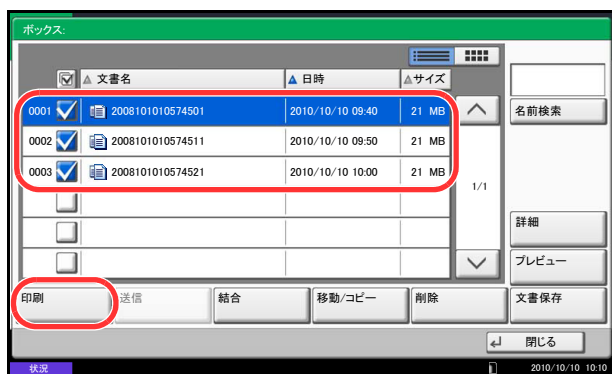 ボックス:
文書名 日時 サイズ
0001 2008101010574501 2010/10/10 09:40 21 MB 名前検索
0002 2008101010574511 2010/10/10 09:50 21 MB
0003 2008101010574521 2010/10/10 10:00 21 MB
1/1
詳細
プレビュー
印刷 送信 結合 移動/コピー 削除 文書保存
閉じる
状況 2010/10/10 10:10